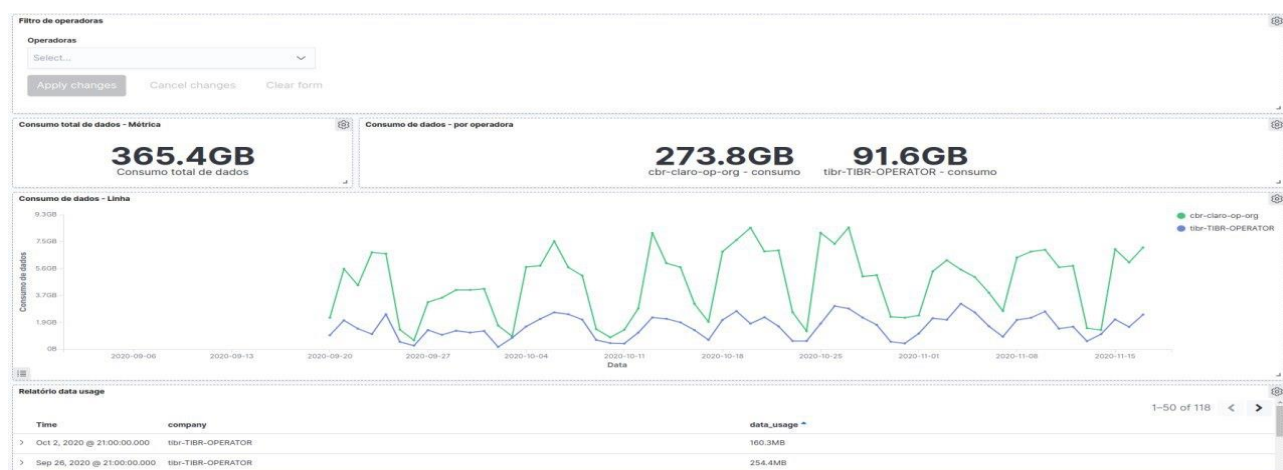 Filtro de operadoras
Operadoras
Select...
Apply changes Cancel changes Clear form
Consumo total de dados - Métrica
365.4GB
Consumo total de dados
Consumo de dados - por operadora
273.8GB 91.6GB
cbr-claro-op-org - consumo tibr-TIBR-OPERATOR - consumo
Consumo de dados - Linha
9.3GB
7.5GB
5.6GB
3.7GB
1.9GB
0B
Consumo de dados
2020-09-06 2020-09-13 2020-09-20 2020-09-27 2020-10-04 2020-10-11 2020-10-18 2020-10-25 2020-11-01 2020-11-08 2020-11-15
Data
cbr-claro-op-org
tibr-TIBR-OPERATOR
Relatório data usage
1–50 of 118
Time company data_usage
Oct 2, 2020 @ 21:00:00.000 tibr-TIBR-OPERATOR 160.3MB
Sep 26, 2020 @ 21:00:00.000 tibr-TIBR-OPERATOR 254.4MB